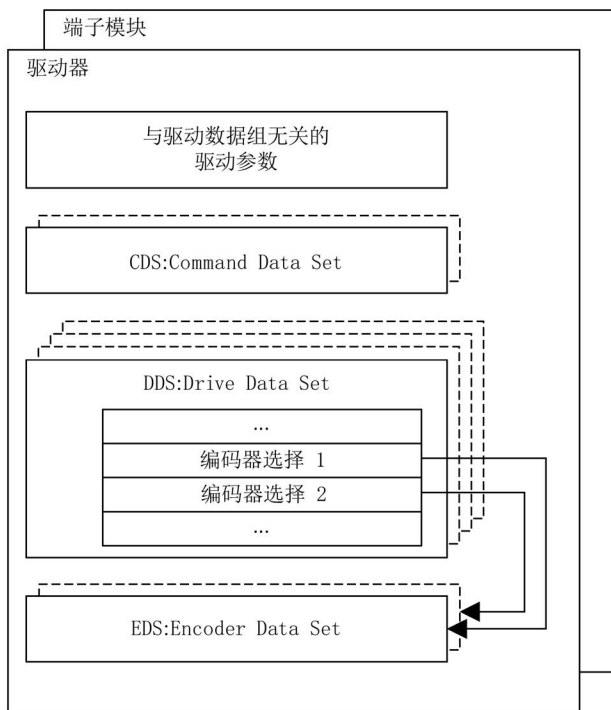 端子模块
驱动器
与驱动数据组无关的
驱动参数
CDS:Command Data Set
DDS:Drive Data Set
...
编码器选择 1
编码器选择 2
...
EDS:Encoder Data Set